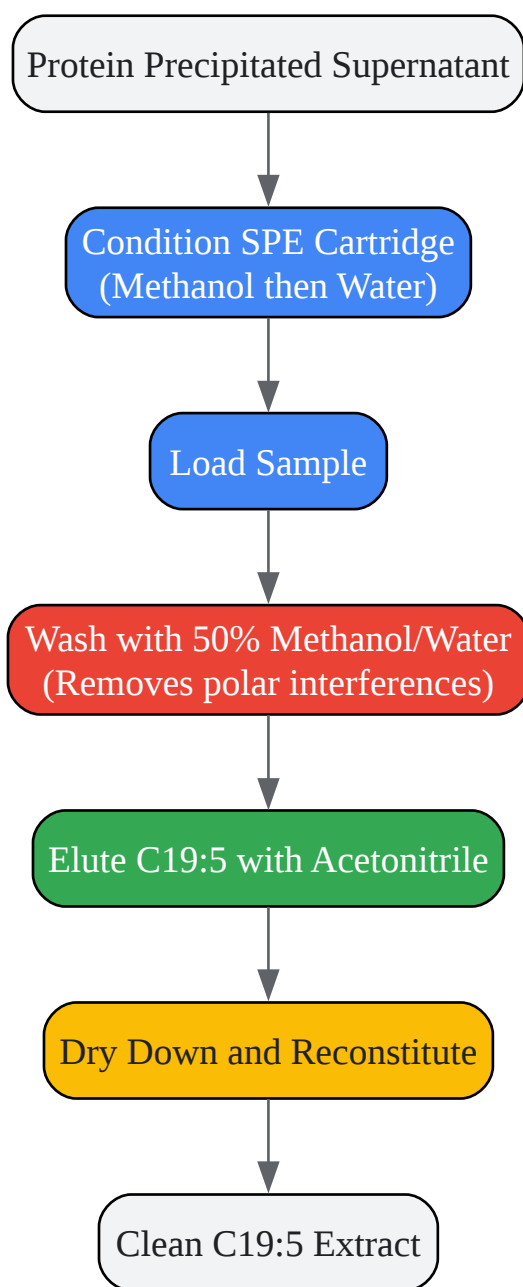 Protein Precipitated Supernatant
Condition SPE Cartridge
(Methanol then Water)
Load Sample
Wash with 50% Methanol/Water
(Removes polar interferences)
Elute C19:5 with Acetonitrile
Dry Down and Reconstitute
Clean C19:5 Extract